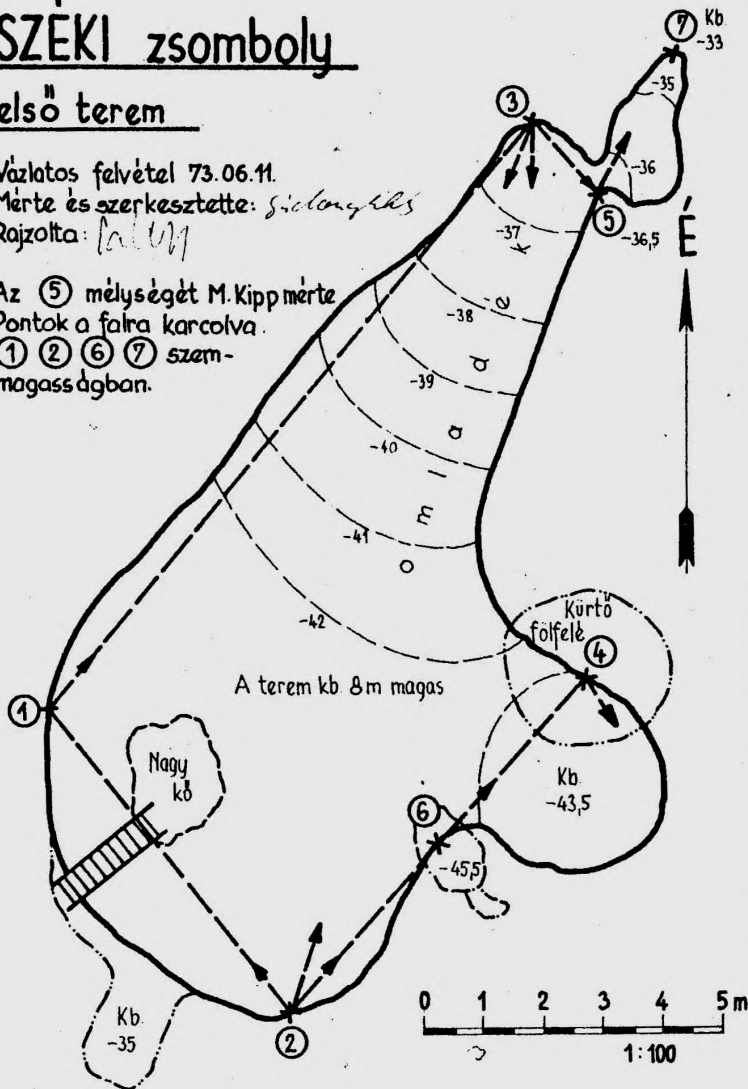 SZÉKI zsomboly
első terem
Vázlatos felvétel 73.06.11.
Mérte és szerkesztette:
Rajzolta:
Az ⑤ mélységét M. Kipp mérte
Pontok a falra karcolva.
① ② ⑥ ⑦ szem-
magasságban.
⑦ Kb
-33
-35
③
-36
⑤
-36,5
É
-37
-38
-39
-40
-41
-42
omladék
Kürtő
fölfelé
④
A terem kb. 8m magas
①
Nagy
kő
Kb.
-43,5
⑥
-45,5
Kb.
-35
②
0 1 2 3 4 5 m
1:100